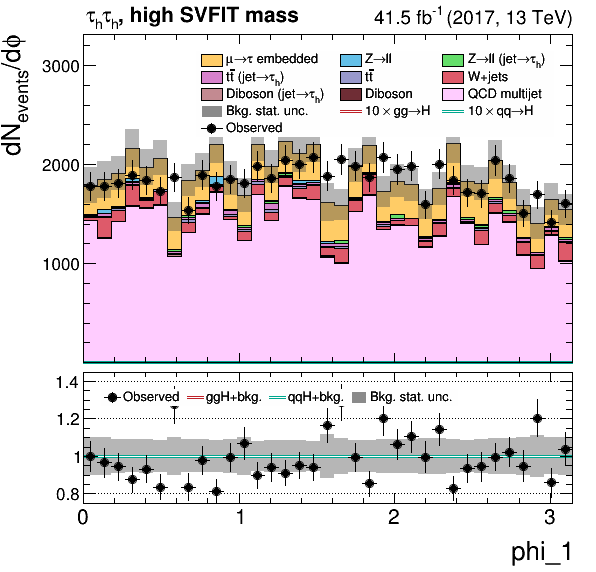 τhτh, high SVFIT mass 41.5 fb⁻¹ (2017, 13 TeV)
dNevents/dϕ
μ→τ embedded Z→ll Z→ll (jet→τh)
tt̄ (jet→τh) tt̄ W+jets
Diboson (jet→τh) Diboson QCD multijet
Bkg. stat. unc. 10 × gg→H 10 × qq→H
Observed
3000
2000
1000
1.4
Observed ggH+bkg. qqH+bkg. Bkg. stat. unc.
1.2
1.0
0.8
0 1 2 3
phi_1